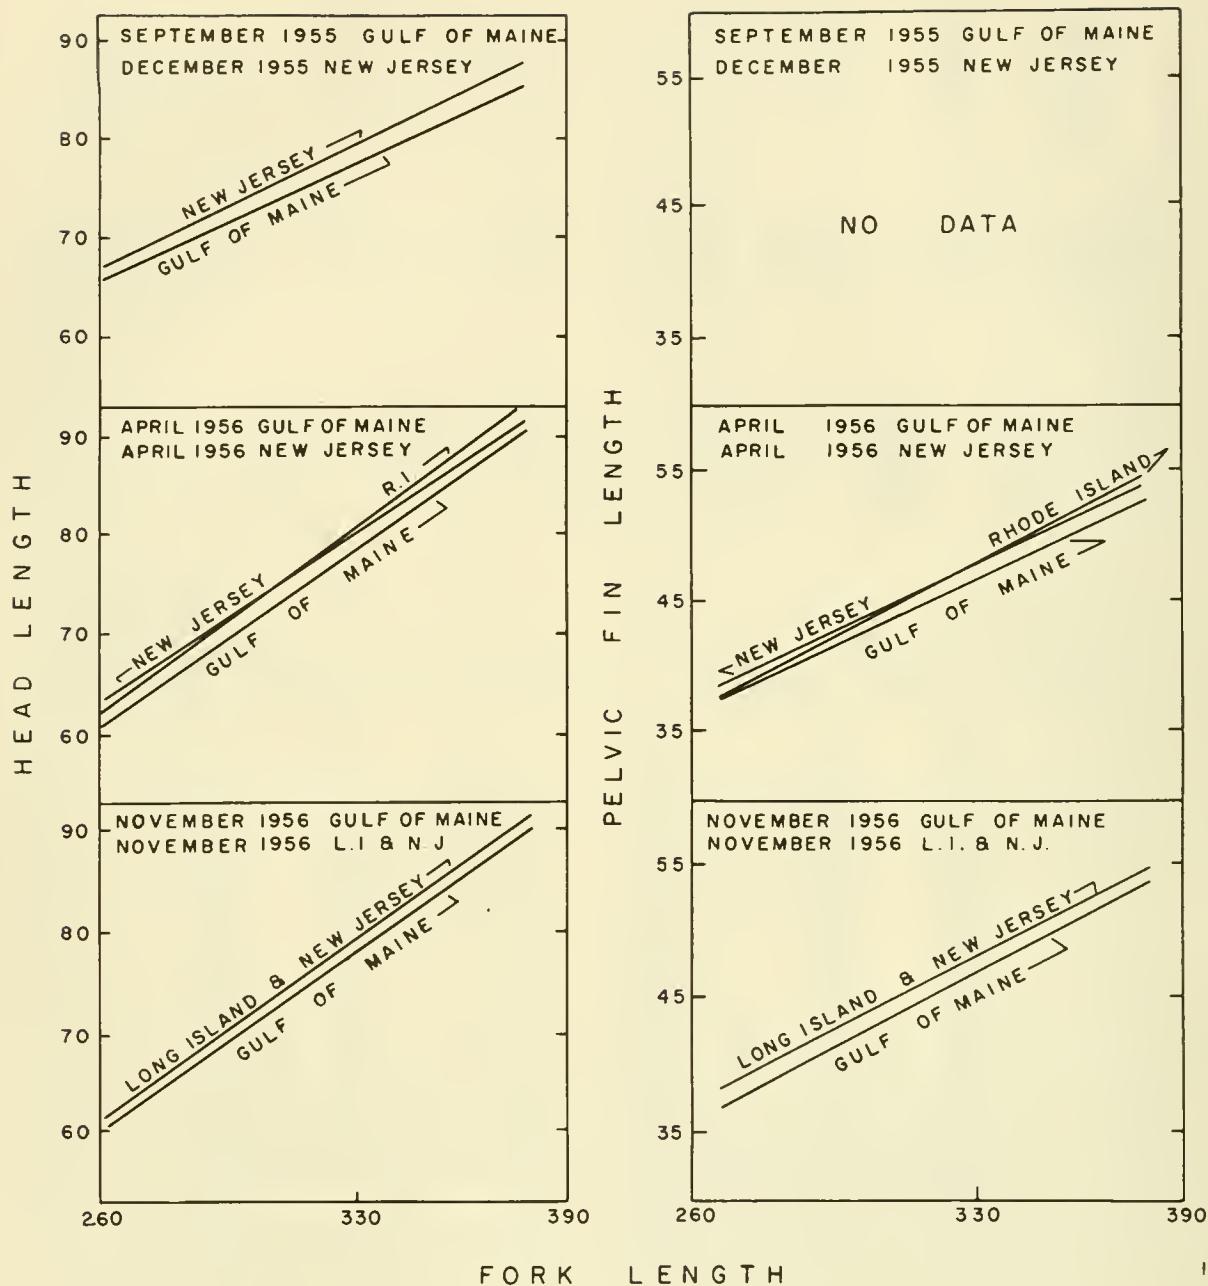 HEAD LENGTH
90
80
70
60
SEPTEMBER 1955 GULF OF MAINE
DECEMBER 1955 NEW JERSEY
NEW JERSEY
GULF OF MAINE
90
80
70
60
APRIL 1956 GULF OF MAINE
APRIL 1956 NEW JERSEY
R.I
NEW JERSEY
GULF OF MAINE
90
80
70
60
NOVEMBER 1956 GULF OF MAINE
NOVEMBER 1956 L.I & N.J
LONG ISLAND & NEW JERSEY
GULF OF MAINE
260
330
390
PELVIC FIN LENGTH
55
45
35
SEPTEMBER 1955 GULF OF MAINE
DECEMBER 1955 NEW JERSEY
NO DATA
55
45
35
APRIL 1956 GULF OF MAINE
APRIL 1956 NEW JERSEY
RHODE ISLAND
NEW JERSEY
GULF OF MAINE
55
45
35
NOVEMBER 1956 GULF OF MAINE
NOVEMBER 1956 L.I. & N.J.
LONG ISLAND & NEW JERSEY
GULF OF MAINE
260
330
390
FORK LENGTH